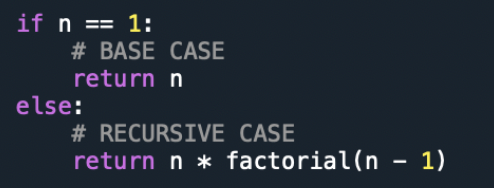 if n == 1:
    # BASE CASE
    return n
else:
    # RECURSIVE CASE
    return n * factorial(n - 1)